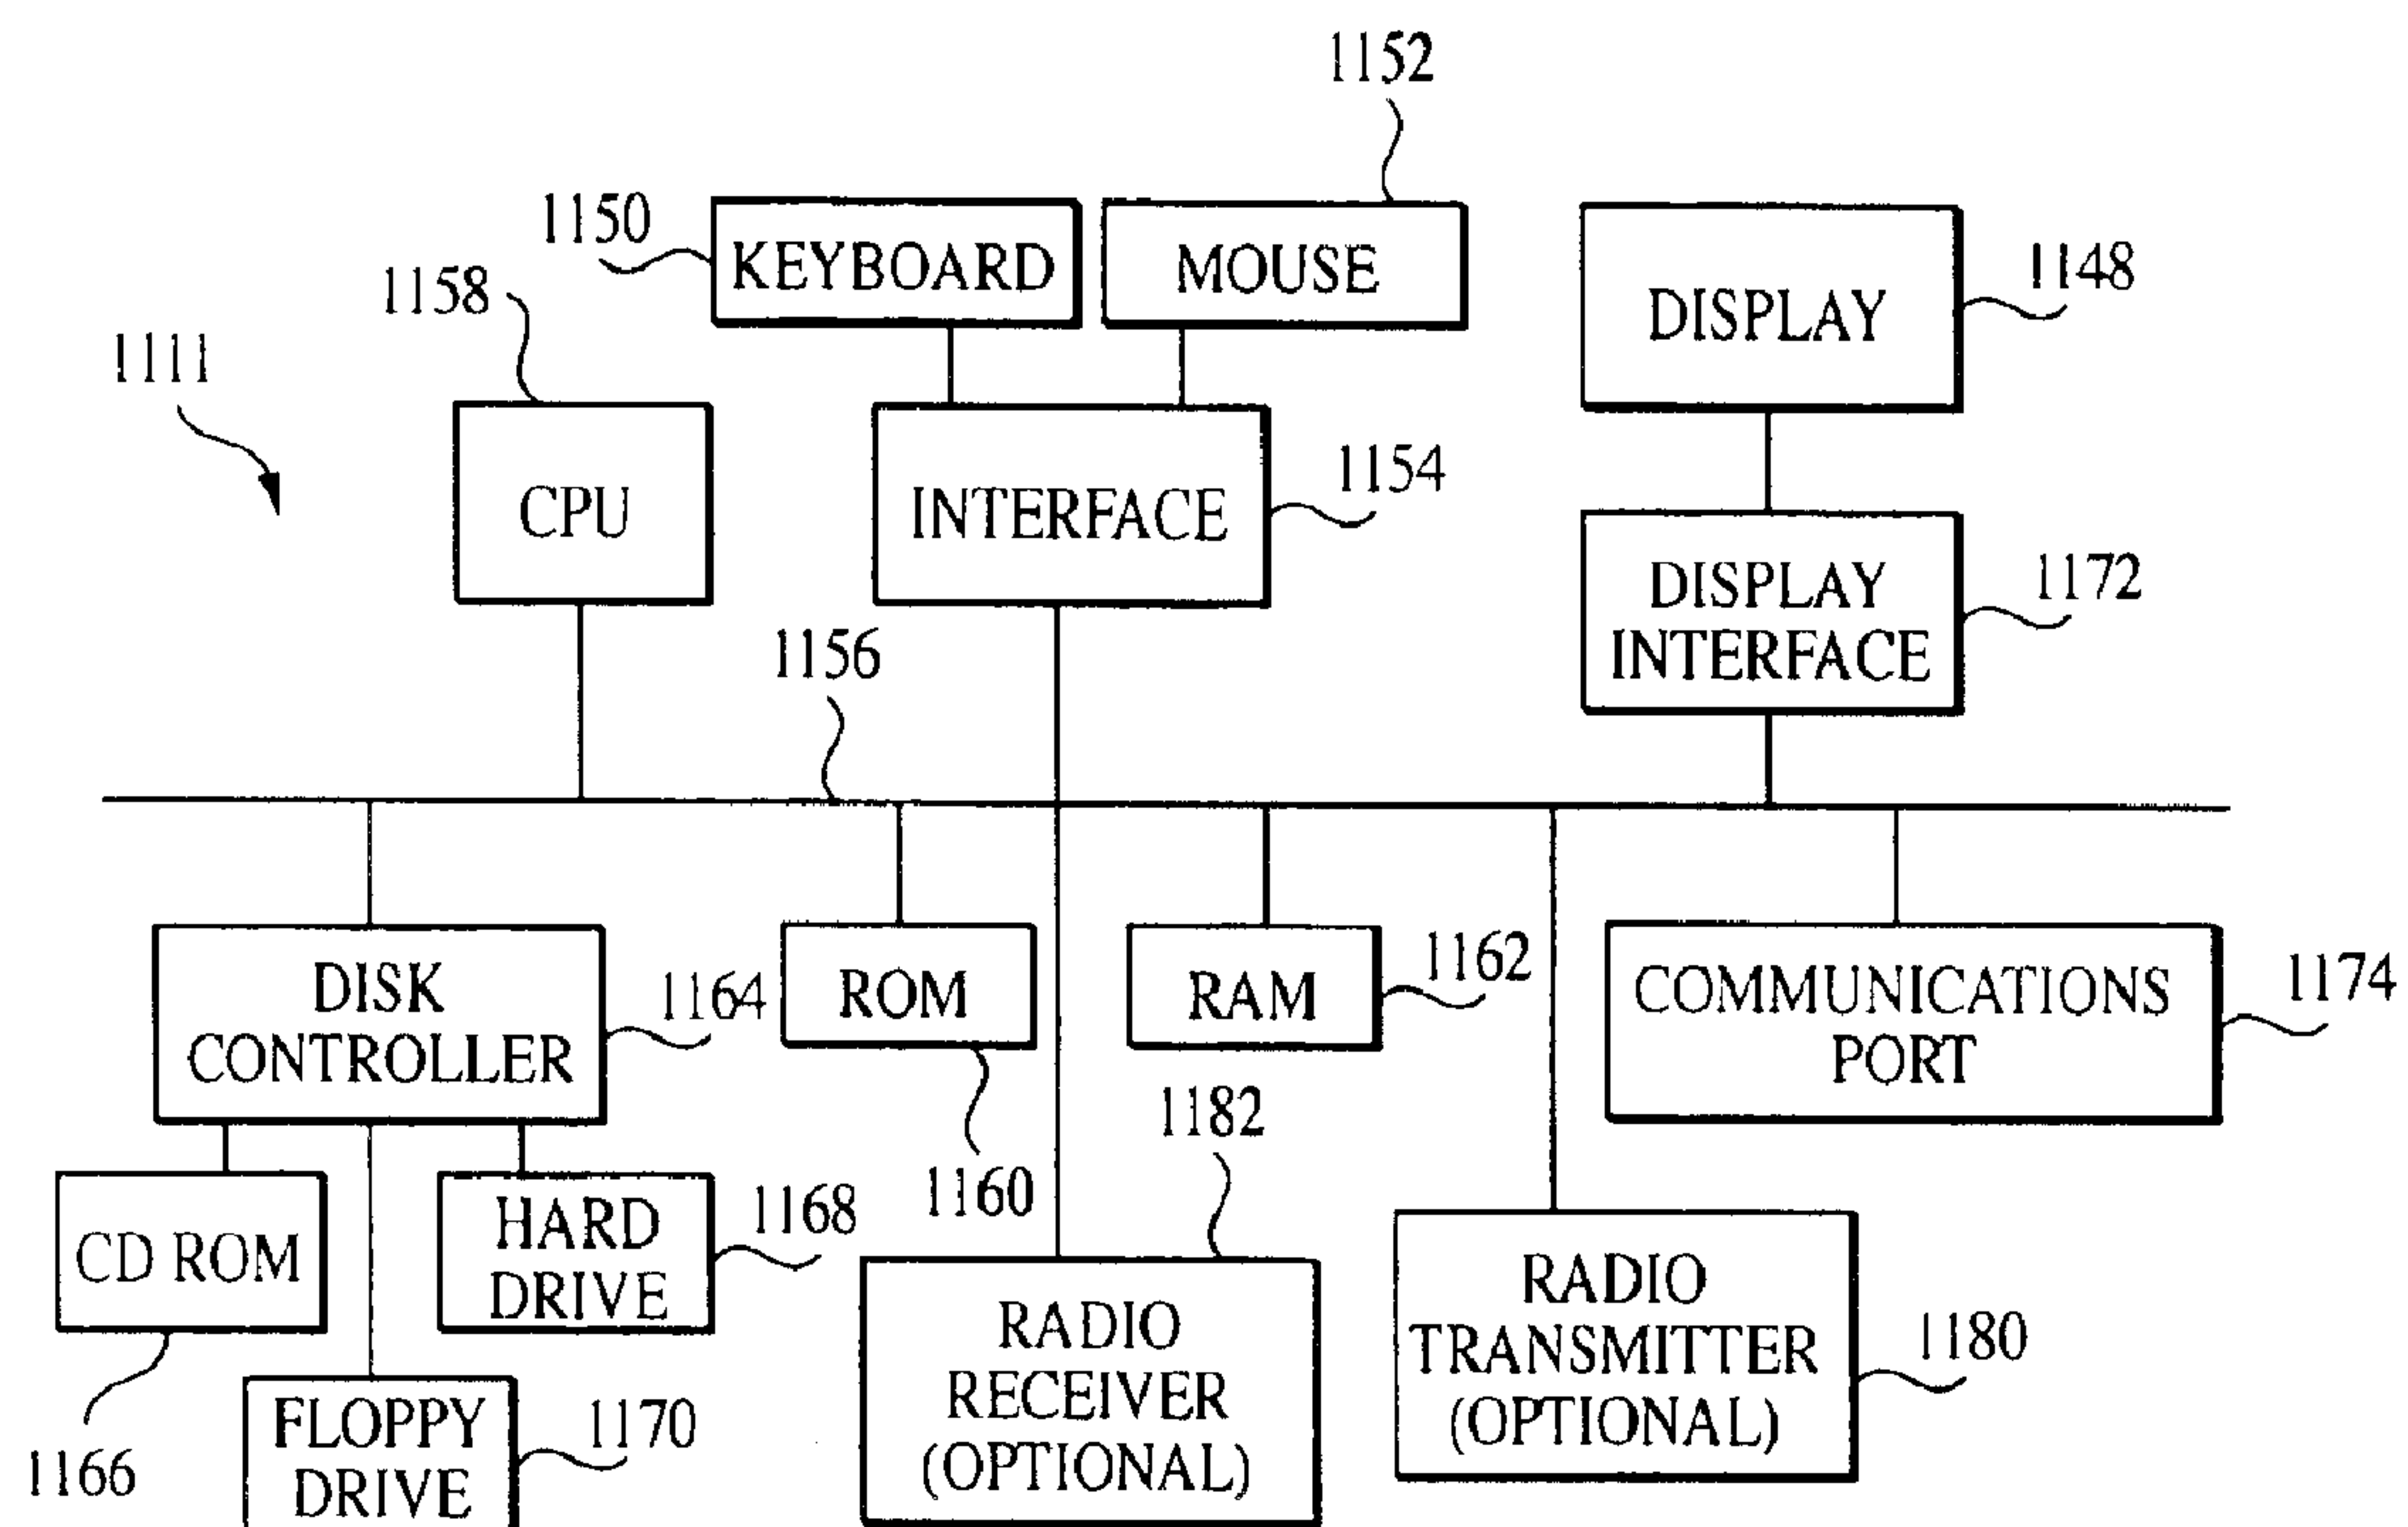 1152
1150
KEYBOARD
MOUSE
1158
1148
DISPLAY
1111
CPU
INTERFACE
1154
DISPLAY
INTERFACE
1172
1156
DISK
CONTROLLER
1164
ROM
RAM
1162
COMMUNICATIONS
PORT
1174
1182
1160
CD ROM
HARD
DRIVE
1168
RADIO
RECEIVER
(OPTIONAL)
RADIO
TRANSMITTER
(OPTIONAL)
1180
1166
FLOPPY
DRIVE
1170